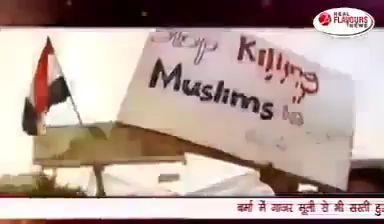 REAL
FLAVOURS
NEWS
Stop Killing
Muslims
बर्मा में गाजर मूली से भी सस्ती